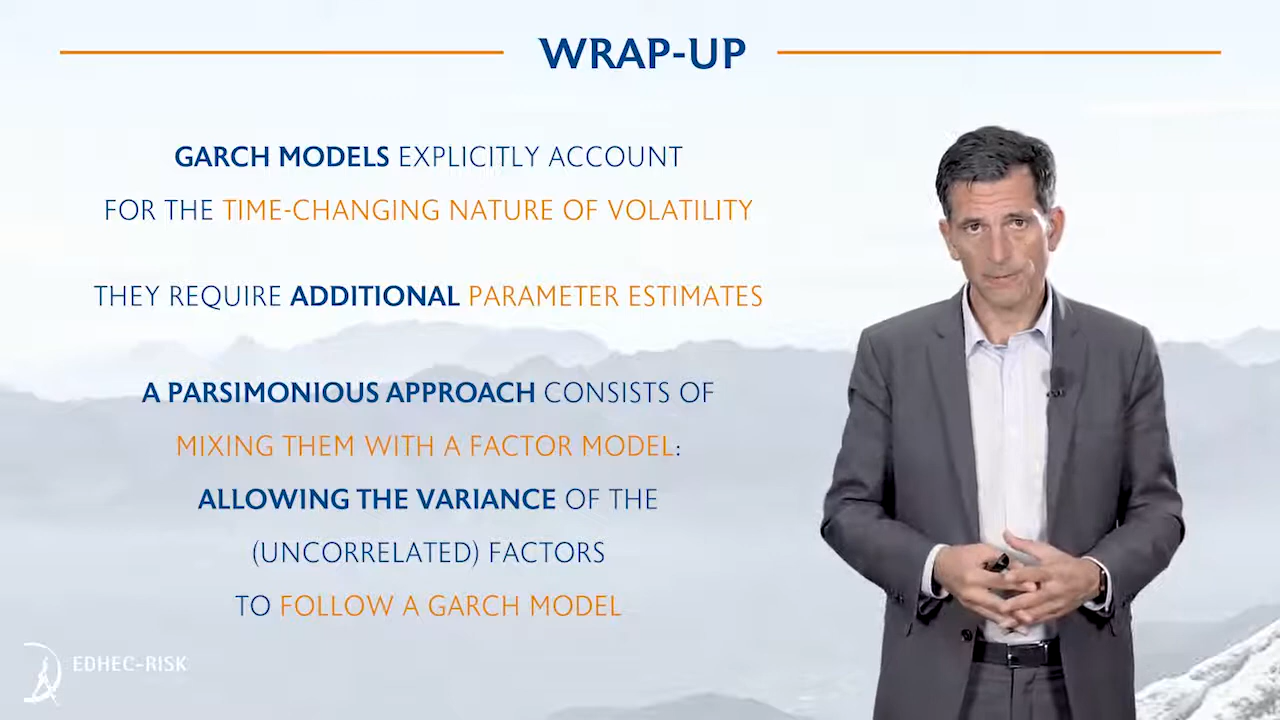 WRAP-UP
GARCH MODELS EXPLICITLY ACCOUNT
FOR THE TIME-CHANGING NATURE OF VOLATILITY
THEY REQUIRE ADDITIONAL PARAMETER ESTIMATES
A PARSIMONIOUS APPROACH CONSISTS OF
MIXING THEM WITH A FACTOR MODEL:
ALLOWING THE VARIANCE OF THE
(UNCORRELATED) FACTORS
TO FOLLOW A GARCH MODEL
EDHEC-RISK